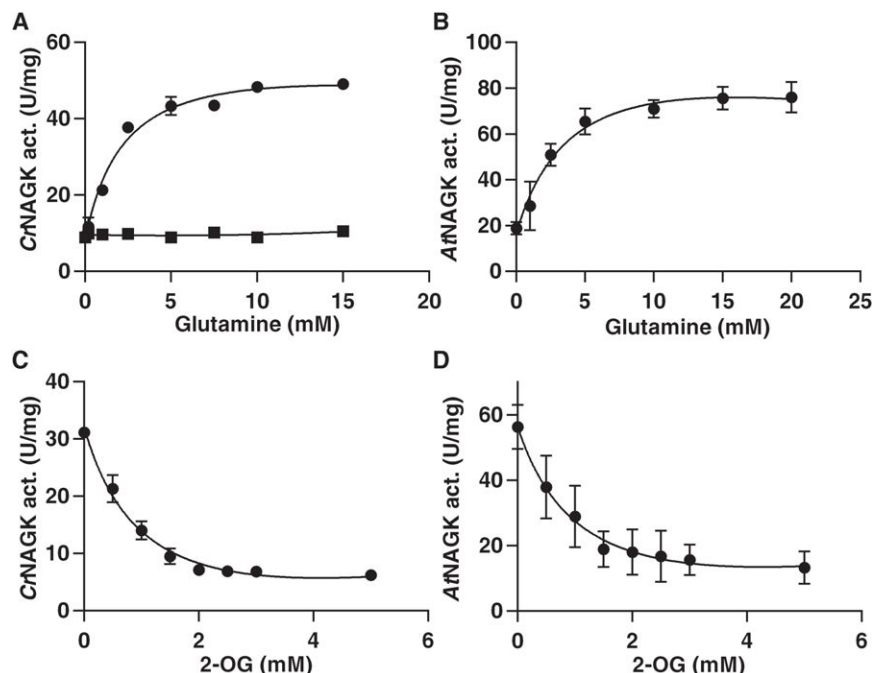 A
CrNAGK act. (U/mg)
60
40
20
0
0 5 10 15 20
Glutamine (mM)
B
AtNAGK act. (U/mg)
100
80
60
40
20
0
0 5 10 15 20 25
Glutamine (mM)
C
CrNAGK act. (U/mg)
40
30
20
10
0
0 2 4 6
2-OG (mM)
D
AtNAGK act. (U/mg)
60
40
20
0
0 2 4 6
2-OG (mM)